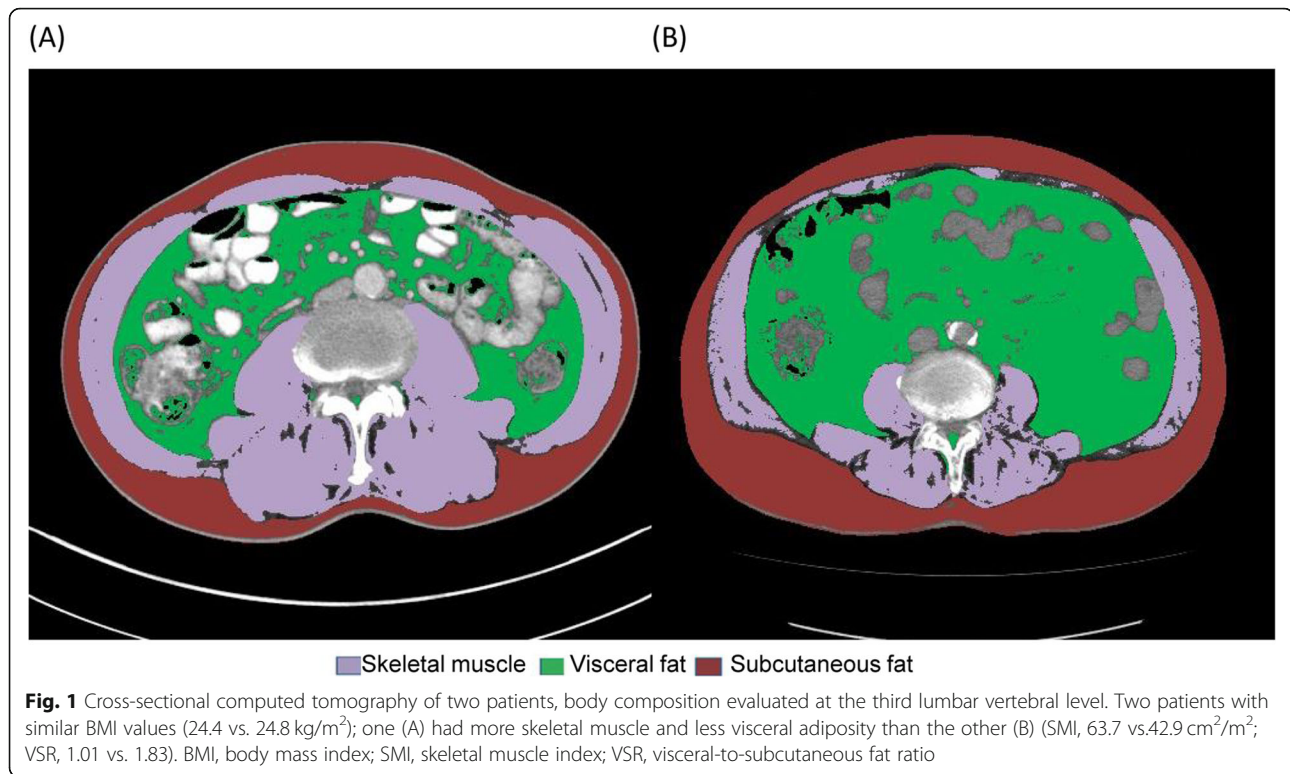 (A) (B)
Skeletal muscle Visceral fat Subcutaneous fat
Fig. 1 Cross-sectional computed tomography of two patients, body composition evaluated at the third lumbar vertebral level. Two patients with
similar BMI values (24.4 vs. 24.8 kg/m²); one (A) had more skeletal muscle and less visceral adiposity than the other (B) (SMI, 63.7 vs.42.9 cm²/m²;
VSR, 1.01 vs. 1.83). BMI, body mass index; SMI, skeletal muscle index; VSR, visceral-to-subcutaneous fat ratio